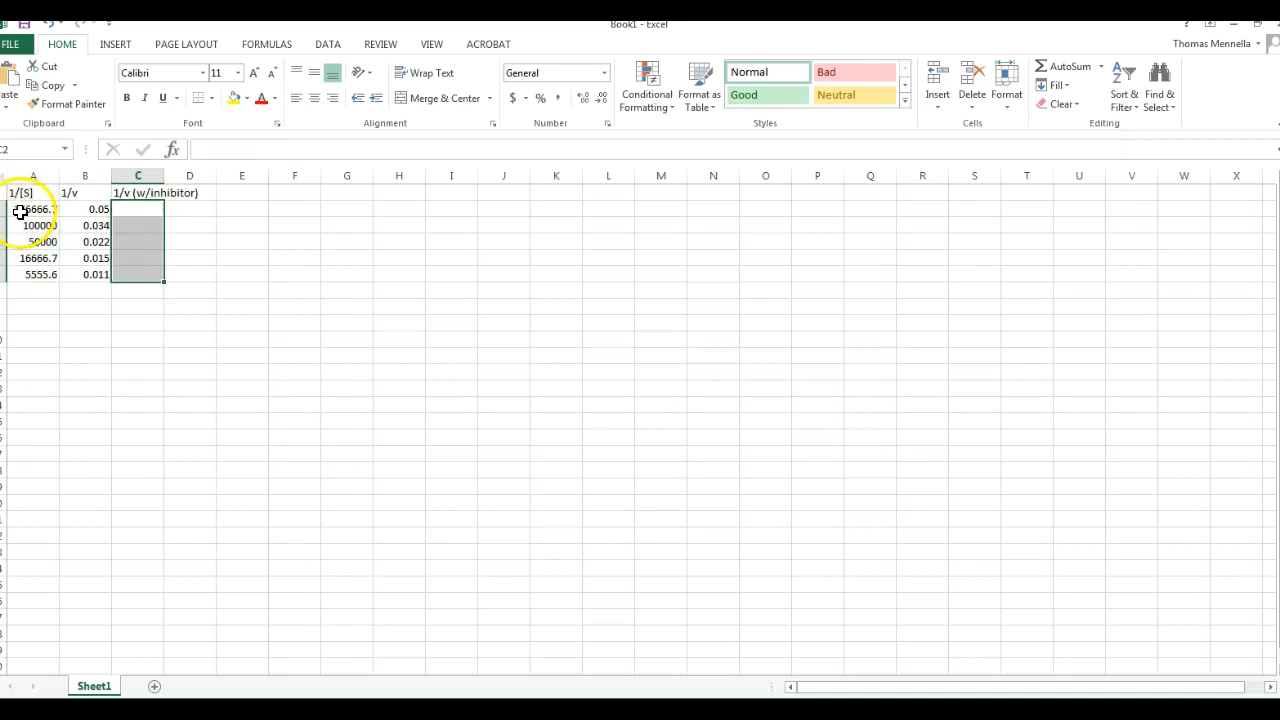 Book1 - Excel
FILE HOME INSERT PAGE LAYOUT FORMULAS DATA REVIEW VIEW ACROBAT Thomas Mennella
Cut
Copy
Format Painter
Clipboard
Calibri 11
B I U
Font
Wrap Text
Merge & Center
Alignment
General
$ % ,
Number
Conditional Formatting
Format as Table
Normal Bad
Good Neutral
Styles
Insert Delete Format
Cells
AutoSum
Fill
Clear
Sort & Filter
Find & Select
Editing
fx
A B C D E F G H I J K L M N O P Q R S T U V W X
1/[S] 1/v 1/v (w/inhibitor)
6666.7 0.05
100000 0.034
50000 0.022
16666.7 0.015
5555.6 0.011
Sheet1